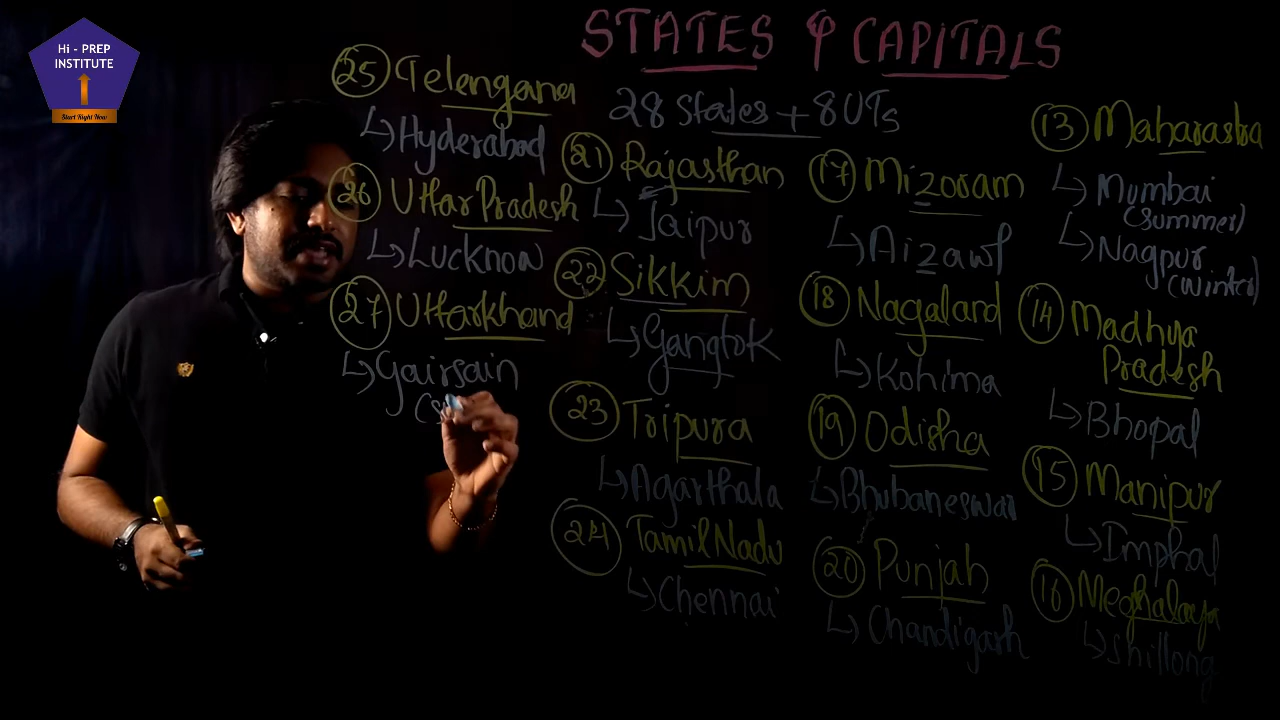 Hi - PREP
INSTITUTE
Start Right Now
STATES & CAPITALS
28 States + 8 UTs
13 Maharastra
↳ Mumbai
(Summer)
↳ Nagpur
(Winter)
14 Madhya
Pradesh
↳ Bhopal
15 Manipur
↳ Imphal
16 Meghalaya
↳ Shillong
17 Mizoram
↳ Aizawl
18 Nagaland
↳ Kohima
19 Odisha
↳ Bhubaneswar
20 Punjab
↳ Chandigarh
21 Rajasthan
↳ Jaipur
22 Sikkim
↳ Gangtok
23 Tripura
↳ Agarthala
24 Tamil Nadu
↳ Chennai
25 Telengana
↳ Hyderabad
26 Uttar Pradesh
↳ Lucknow
27 Uttarkhand
↳ Gairsain